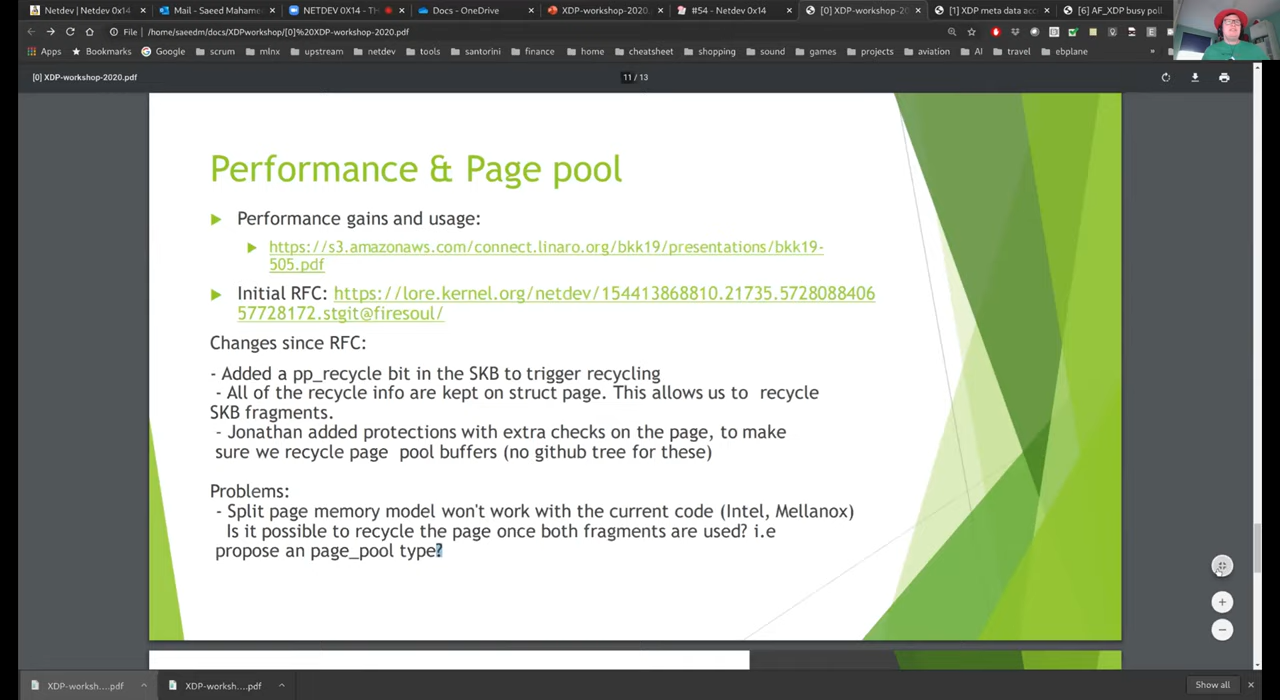 Netdev | Netdev 0x14
Mail - Saeed Mahame
NETDEV 0X14 - TH
Docs - OneDrive
XDP-workshop-2020.
#54 - Netdev 0x14
[0] XDP-workshop-20
[1] XDP meta data acc
[6] AF_XDP busy poll
File | /home/saeedm/docs/XDPworkshop/[0]%20XDP-workshop-2020.pdf
Apps Bookmarks Google scrum mlnx upstream netdev tools santorini finance home cheatsheet shopping sound games projects aviation AI travel ebplane »
[0] XDP-workshop-2020.pdf
11 / 13
Performance & Page pool
Performance gains and usage:
https://s3.amazonaws.com/connect.linaro.org/bkk19/presentations/bkk19-
505.pdf
Initial RFC: https://lore.kernel.org/netdev/154413868810.21735.5728088406
57728172.stgit@firesoul/
Changes since RFC:
- Added a pp_recycle bit in the SKB to trigger recycling
- All of the recycle info are kept on struct page. This allows us to recycle
SKB fragments.
- Jonathan added protections with extra checks on the page, to make
sure we recycle page pool buffers (no github tree for these)
Problems:
- Split page memory model won't work with the current code (Intel, Mellanox)
Is it possible to recycle the page once both fragments are used? i.e
propose an page_pool type?
XDP-worksh....pdf
XDP-worksh....pdf
Show all